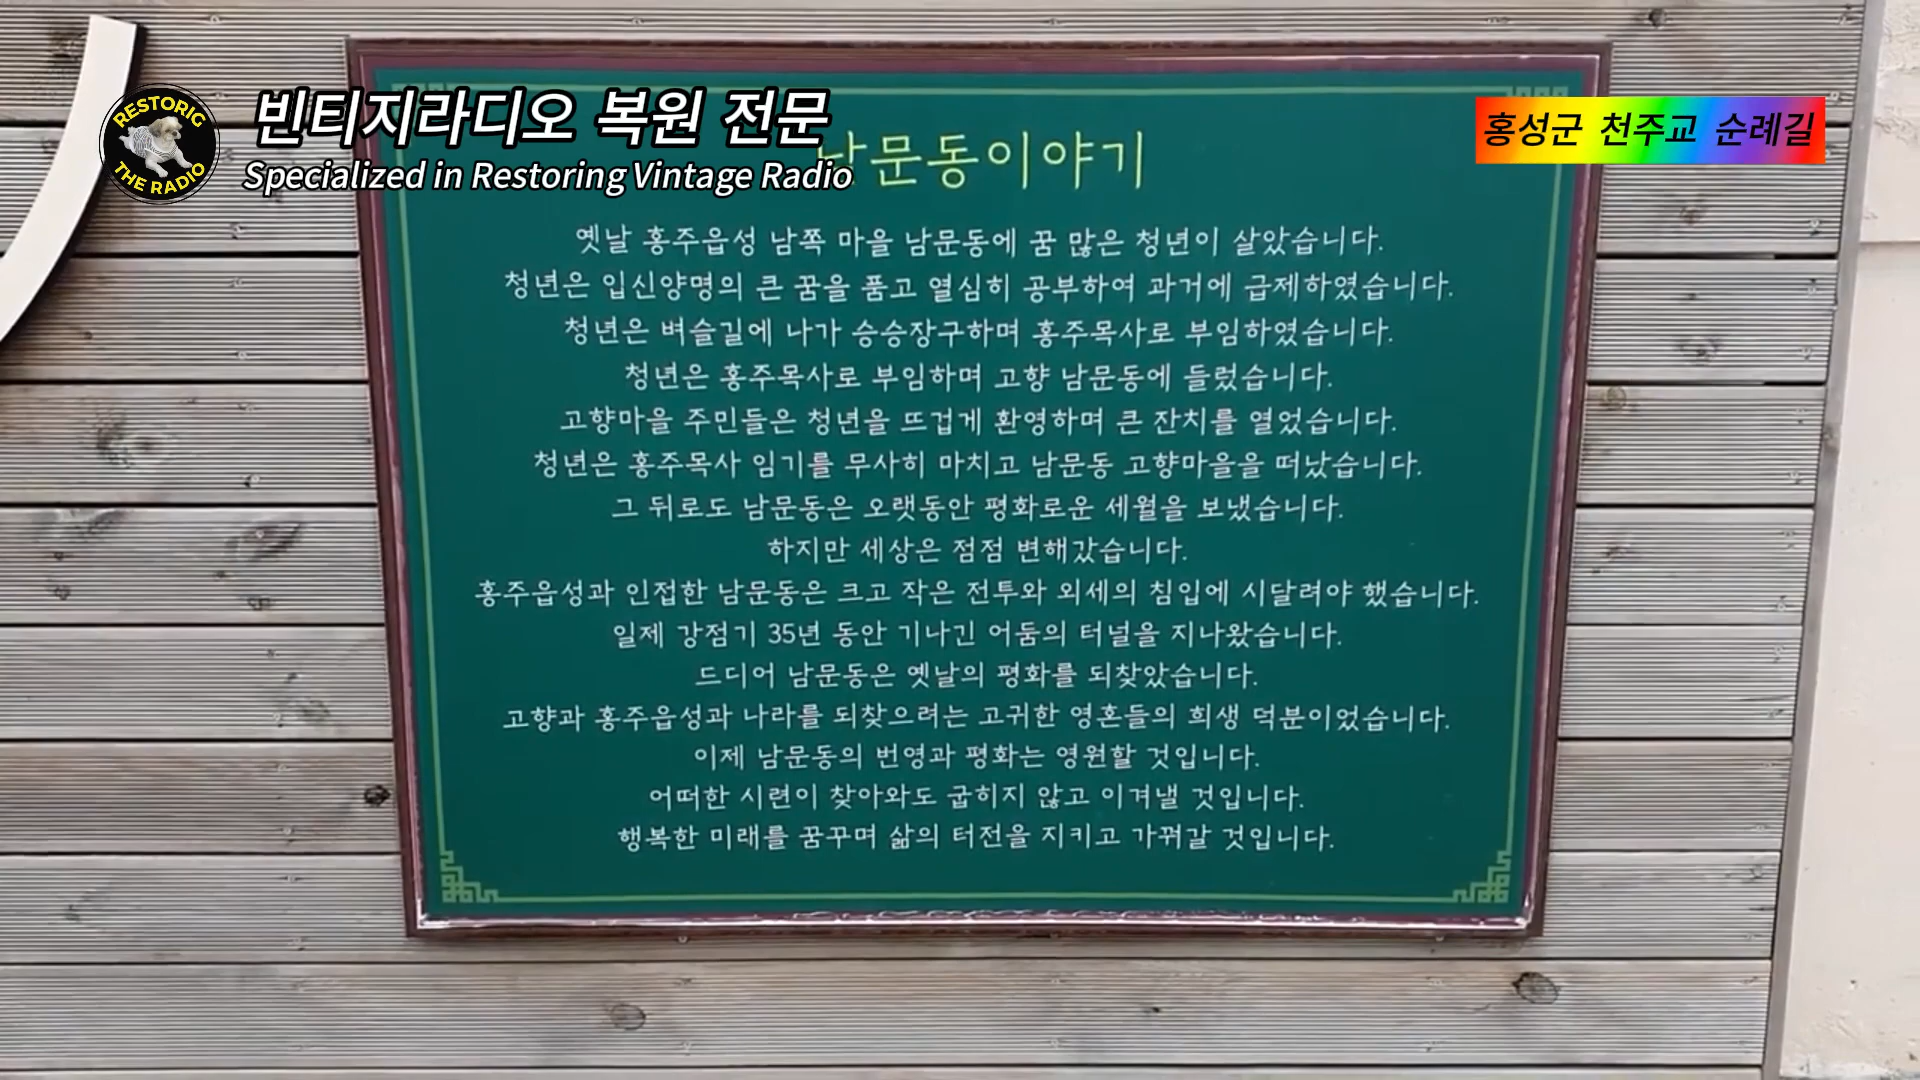 RESTORIG THE RADIO
빈티지라디오 복원 전문
Specialized in Restoring Vintage Radio
홍성군 천주교 순례길
남문동이야기
옛날 홍주읍성 남쪽 마을 남문동에 꿈 많은 청년이 살았습니다.
청년은 입신양명의 큰 꿈을 품고 열심히 공부하여 과거에 급제하였습니다.
청년은 벼슬길에 나가 승승장구하며 홍주목사로 부임하였습니다.
청년은 홍주목사로 부임하며 고향 남문동에 들렀습니다.
고향마을 주민들은 청년을 뜨겁게 환영하며 큰 잔치를 열었습니다.
청년은 홍주목사 임기를 무사히 마치고 남문동 고향마을을 떠났습니다.
그 뒤로도 남문동은 오랫동안 평화로운 세월을 보냈습니다.
하지만 세상은 점점 변해갔습니다.
홍주읍성과 인접한 남문동은 크고 작은 전투와 외세의 침입에 시달려야 했습니다.
일제 강점기 35년 동안 기나긴 어둠의 터널을 지나왔습니다.
드디어 남문동은 옛날의 평화를 되찾았습니다.
고향과 홍주읍성과 나라를 되찾으려는 고귀한 영혼들의 희생 덕분이었습니다.
이제 남문동의 번영과 평화는 영원할 것입니다.
어떠한 시련이 찾아와도 굽히지 않고 이겨낼 것입니다.
행복한 미래를 꿈꾸며 삶의 터전을 지키고 가꿔갈 것입니다.